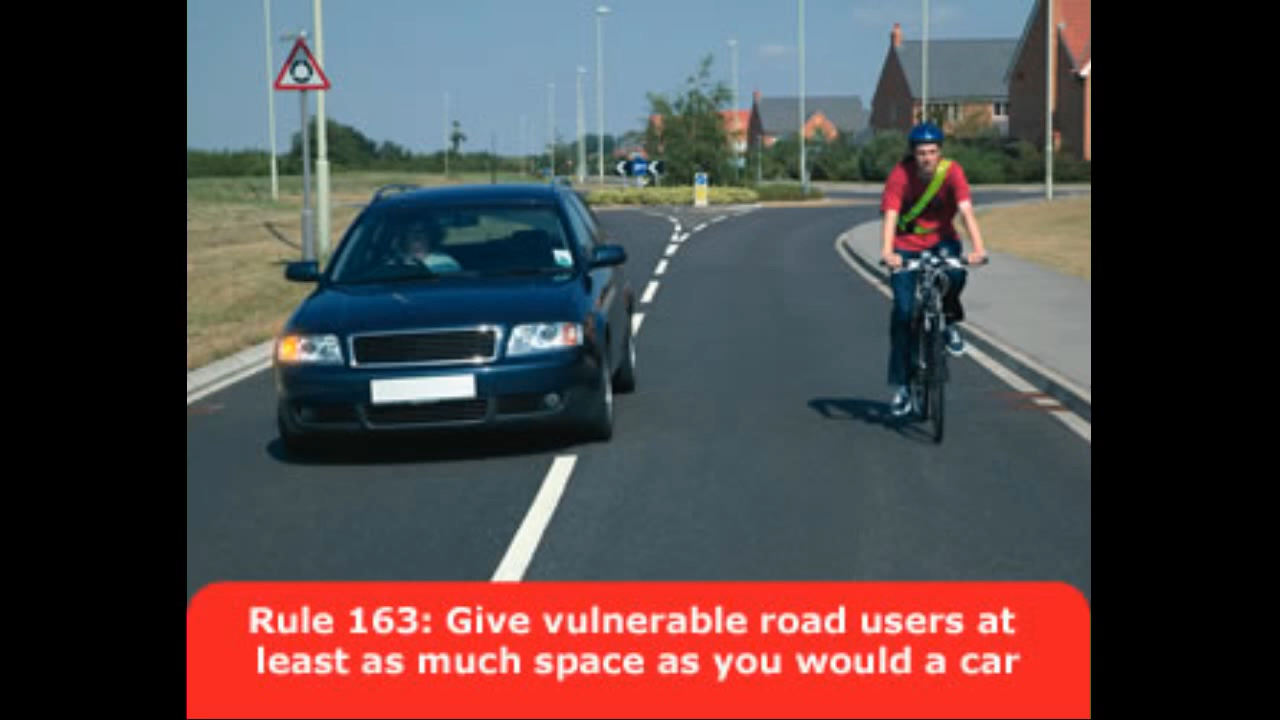 Rule 163: Give vulnerable road users at
least as much space as you would a car